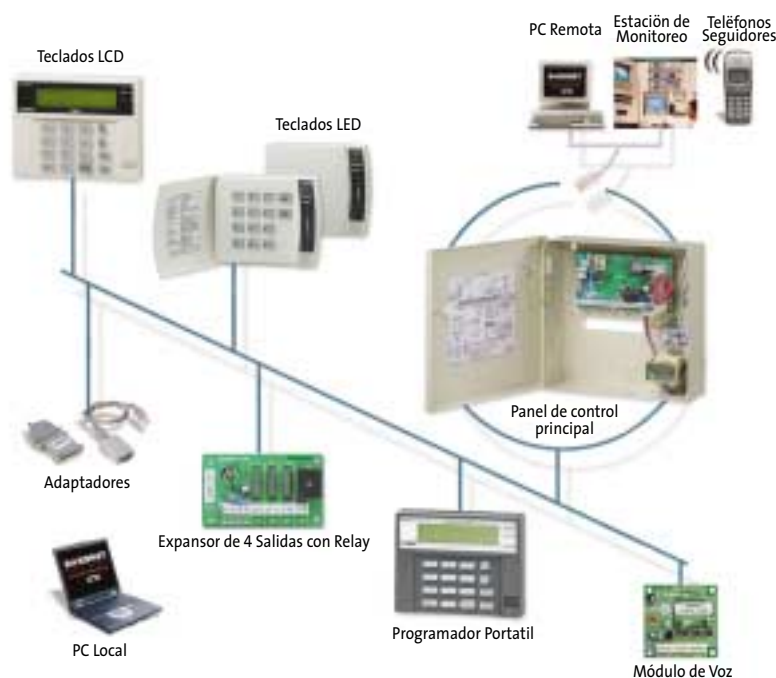 Teclados LCD
Teclados LED
PC Remota
Estación de
Monitoreo
Teléfonos
Seguidores
Panel de control
principal
Adaptadores
Expansor de 4 Salidas con Relay
Programador Portatil
PC Local
Módulo de Voz